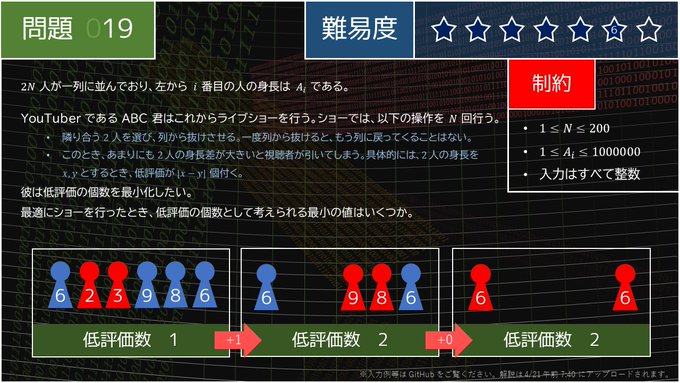 問題 019
難易度
6
制約
2N 人が一列に並んでおり、左から i 番目の人の身長は A_i である。
YouTuber である ABC 君はこれからライブショーを行う。ショーでは、以下の操作を N 回行う。
• 隣り合う 2 人を選び、列から抜けさせる。一度列から抜けると、もう列に戻ってくることはない。
• このとき、あまりにも 2 人の身長差が大きいと視聴者が引いてしまう。具体的には、2 人の身長を
x, y とするとき、低評価が |x − y| 個付く。
彼は低評価の個数を最小化したい。
最適にショーを行ったとき、低評価の個数として考えられる最小の値はいくつか。
• 1 ≤ N ≤ 200
• 1 ≤ A_i ≤ 1000000
• 入力はすべて整数
6 2 3 9 8 6
低評価数 1
+1
6 9 8 6
低評価数 2
+0
6 6
低評価数 2
※入力例等は GitHub をご覧ください。解説は 4/21 午前 7:40 にアップロードされます。